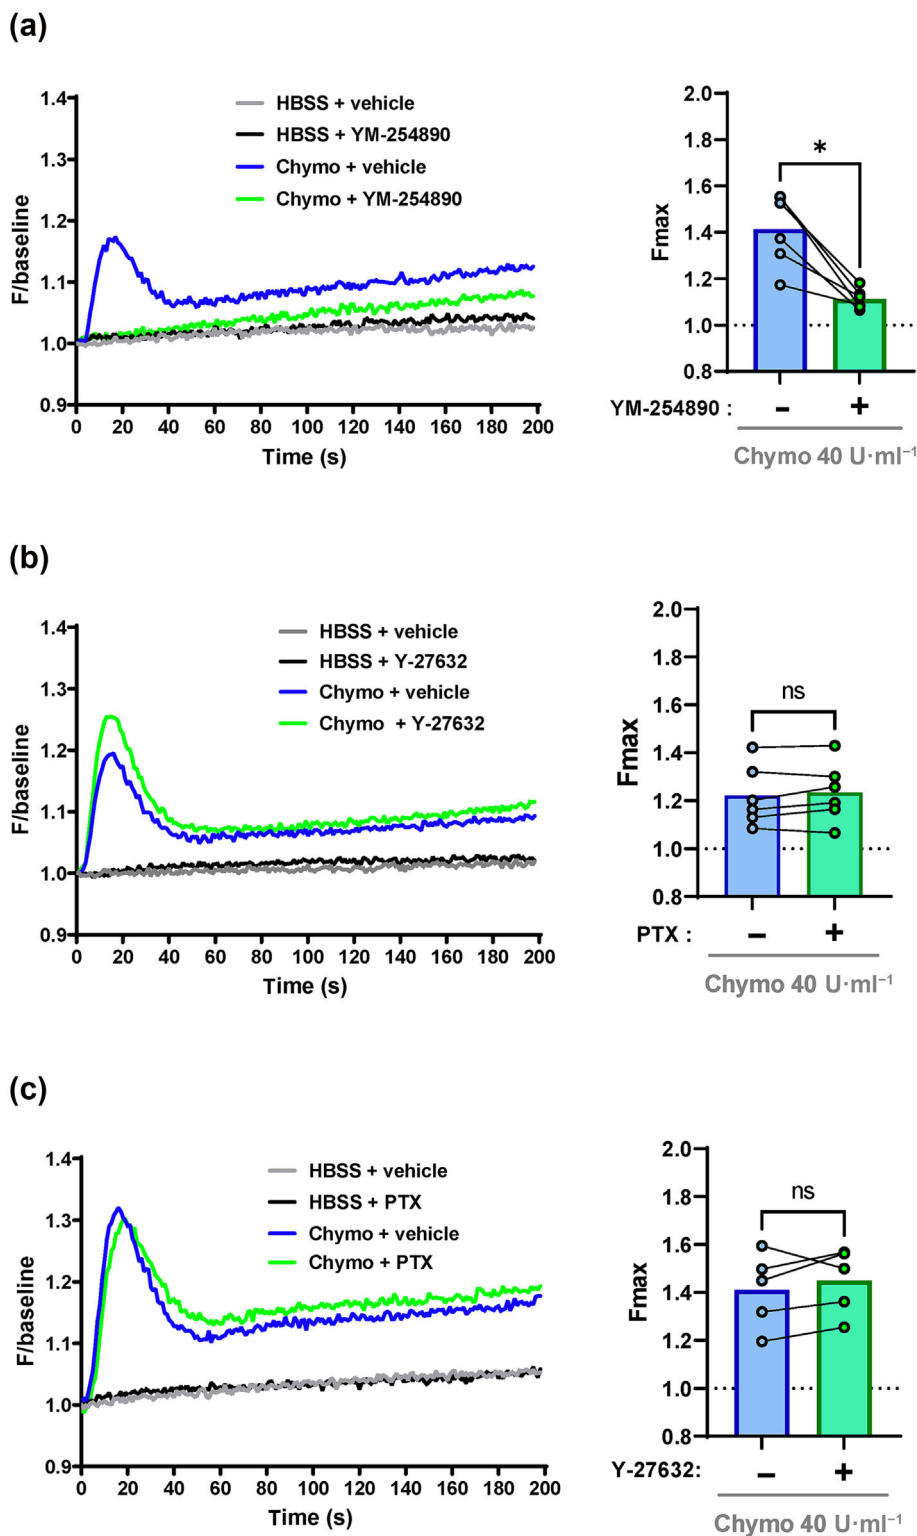 (a)
1.4
1.3
1.2
1.1
1.0
0.9
F/baseline
HBSS + vehicle
HBSS + YM-254890
Chymo + vehicle
Chymo + YM-254890
0 20 40 60 80 100 120 140 160 180 200
Time (s)
2.0
1.8
1.6
1.4
1.2
1.0
0.8
Fmax
*
YM-254890 : – +
Chymo 40 U·ml⁻¹
(b)
1.4
1.3
1.2
1.1
1.0
0.9
F/baseline
HBSS + vehicle
HBSS + Y-27632
Chymo + vehicle
Chymo + Y-27632
0 20 40 60 80 100 120 140 160 180 200
Time (s)
2.0
1.8
1.6
1.4
1.2
1.0
0.8
Fmax
ns
PTX : – +
Chymo 40 U·ml⁻¹
(c)
1.4
1.3
1.2
1.1
1.0
0.9
F/baseline
HBSS + vehicle
HBSS + PTX
Chymo + vehicle
Chymo + PTX
0 20 40 60 80 100 120 140 160 180 200
Time (s)
2.0
1.8
1.6
1.4
1.2
1.0
0.8
Fmax
ns
Y-27632: – +
Chymo 40 U·ml⁻¹